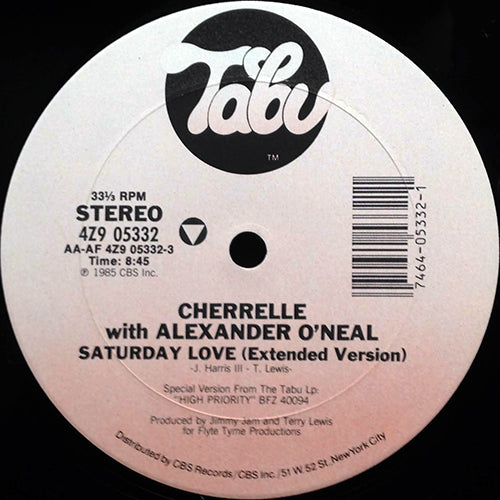 Tabu
TM
33⅓ RPM
STEREO
4Z9 05332
AA-AF 4Z9 05332-3
Time: 8:45
℗ 1985 CBS Inc.
7464-05332-1
CHERRELLE
with ALEXANDER O'NEAL
SATURDAY LOVE (Extended Version)
-J. Harris III - T. Lewis-
Special Version From The Tabu Lp:
"HIGH PRIORITY" BFZ 40094
Produced by Jimmy Jam and Terry Lewis
for Flyte Tyme Productions
Distributed by CBS Records/CBS Inc./51 W 52 St. New York City